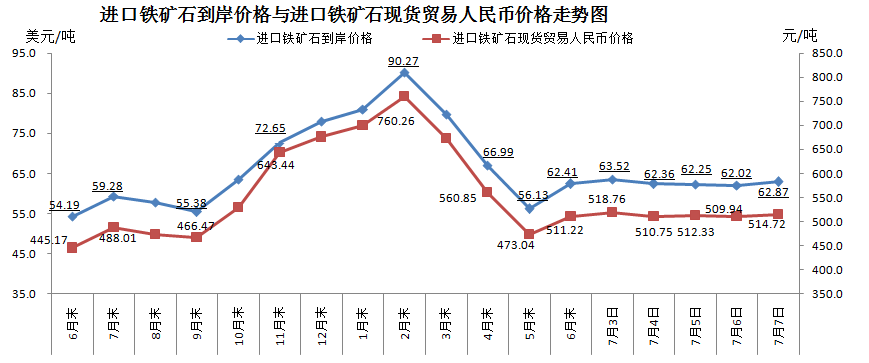 进口铁矿石到岸价格与进口铁矿石现货贸易人民币价格走势图
美元/吨
元/吨
进口铁矿石到岸价格
进口铁矿石现货贸易人民币价格
95.0
85.0
75.0
65.0
55.0
45.0
35.0
850.0
800.0
750.0
700.0
650.0
600.0
550.0
500.0
450.0
400.0
350.0
54.19
59.28
55.38
72.65
90.27
66.99
56.13
62.41
63.52
62.36
62.25
62.02
62.87
445.17
488.01
466.47
643.44
760.26
560.85
473.04
511.22
518.76
510.75
512.33
509.94
514.72
6月末
7月末
8月末
9月末
10月末
11月末
12月末
1月末
2月末
3月末
4月末
5月末
6月末
7月3日
7月4日
7月5日
7月6日
7月7日